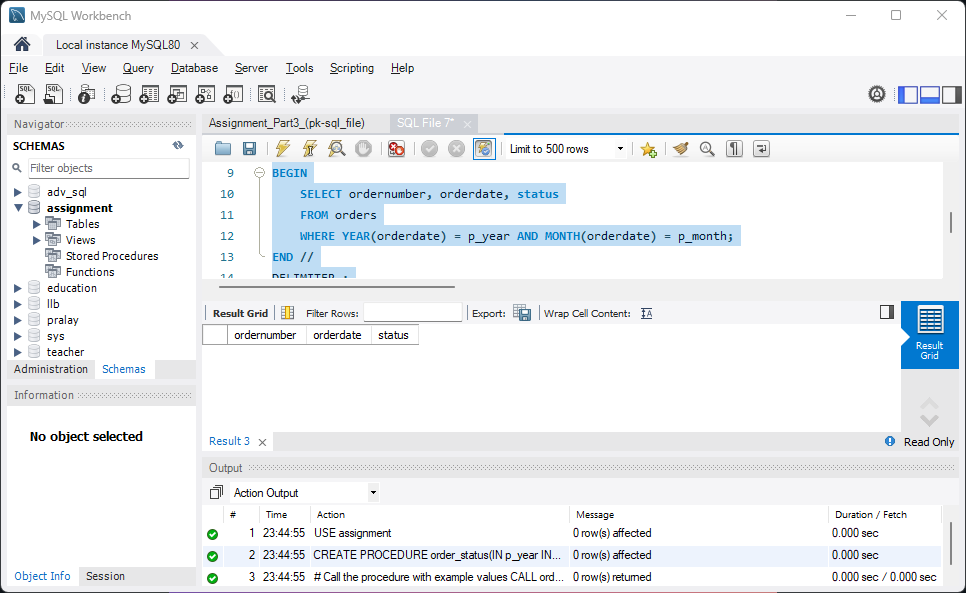 MySQL Workbench
Local instance MySQL80
File Edit View Query Database Server Tools Scripting Help
Navigator
SCHEMAS
Filter objects
adv_sql
assignment
Tables
Views
Stored Procedures
Functions
education
llb
pralay
sys
teacher
Administration Schemas
Information
No object selected
Object Info Session
Assignment_Part3_(pk-sql_file) SQL File 7*
Limit to 500 rows
9 BEGIN
10 SELECT ordernumber, orderdate, status
11 FROM orders
12 WHERE YEAR(orderdate) = p_year AND MONTH(orderdate) = p_month;
13 END //
14 DELIMITER ;
Result Grid Filter Rows: Export: Wrap Cell Content: IA
ordernumber orderdate status
Result
Grid
Result 3 Read Only
Output
Action Output
# Time Action Message Duration / Fetch
1 23:44:55 USE assignment 0 row(s) affected 0.000 sec
2 23:44:55 CREATE PROCEDURE order_status(IN p_year IN... 0 row(s) affected 0.000 sec
3 23:44:55 # Call the procedure with example values CALL ord... 0 row(s) returned 0.000 sec / 0.000 sec